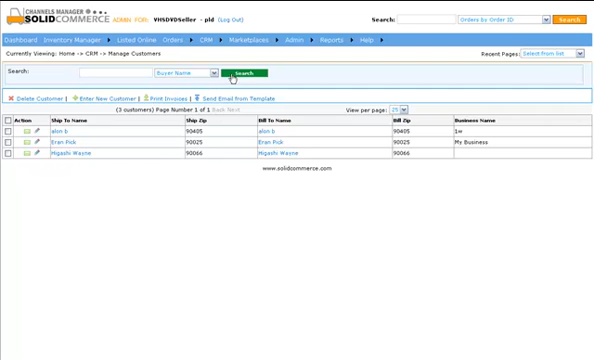 CHANNELS MANAGER
SOLIDCOMMERCE ADMIN FOR: VHSDVDSeller - pld (Log Out) Search: Orders by Order ID Search
Dashboard Inventory Manager Listed Online Orders CRM Marketplaces Admin Reports Help
Currently Viewing: Home -> CRM -> Manage Customers Recent Pages: Select from list
Search: Buyer Name Search
Delete Customer | Enter New Customer | Print Invoices | Send Email From Template
(3 customers) Page Number 1 of 1 Back Next View per page: 25
Action Ship To Name Ship Zip Bill To Name Bill Zip Business Name
alon b 90405 alon b 90405 1w
Eran Pick 90025 Eran Pick 90025 My Business
Higashi Wayne 90066 Higashi Wayne 90066
www.solidcommerce.com